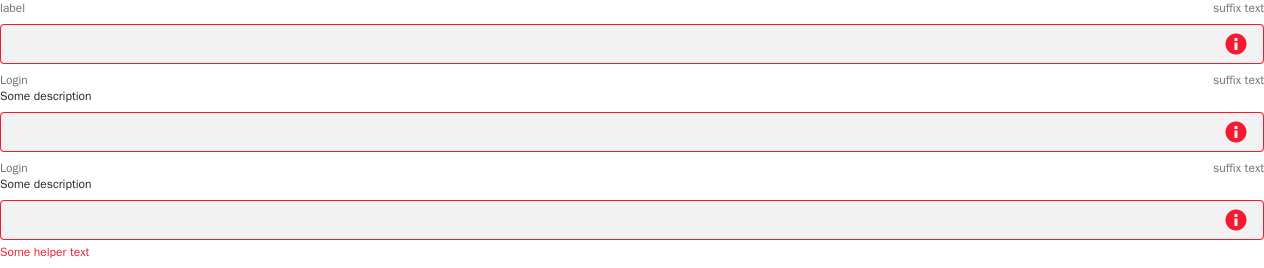 label suffix text
Login suffix text
Some description
Login suffix text
Some description
Some helper text